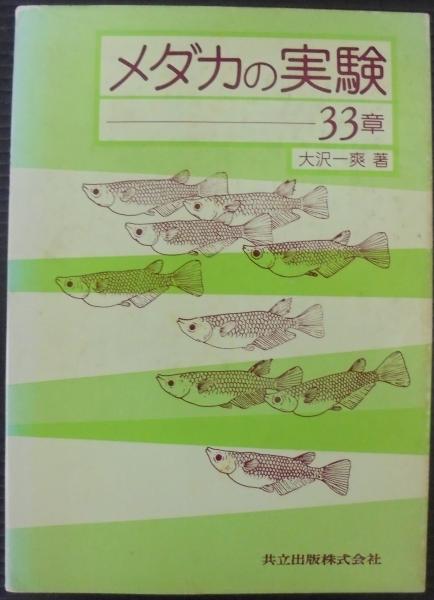 メダカの実験
33章
大沢一爽 著
共立出版株式会社